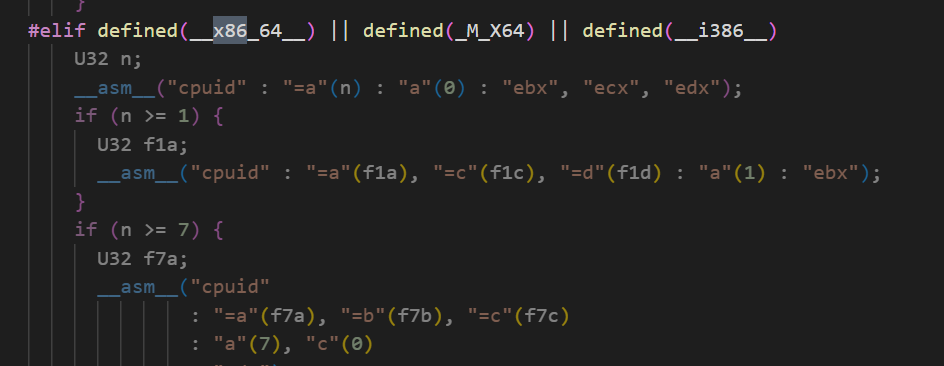 }
#elif defined(__x86_64__) || defined(_M_X64) || defined(__i386__)
U32 n;
__asm__("cpuid" : "=a"(n) : "a"(0) : "ebx", "ecx", "edx");
if (n >= 1) {
U32 f1a;
__asm__("cpuid" : "=a"(f1a), "=c"(f1c), "=d"(f1d) : "a"(1) : "ebx");
}
if (n >= 7) {
U32 f7a;
__asm__("cpuid"
: "=a"(f7a), "=b"(f7b), "=c"(f7c)
: "a"(7), "c"(0)